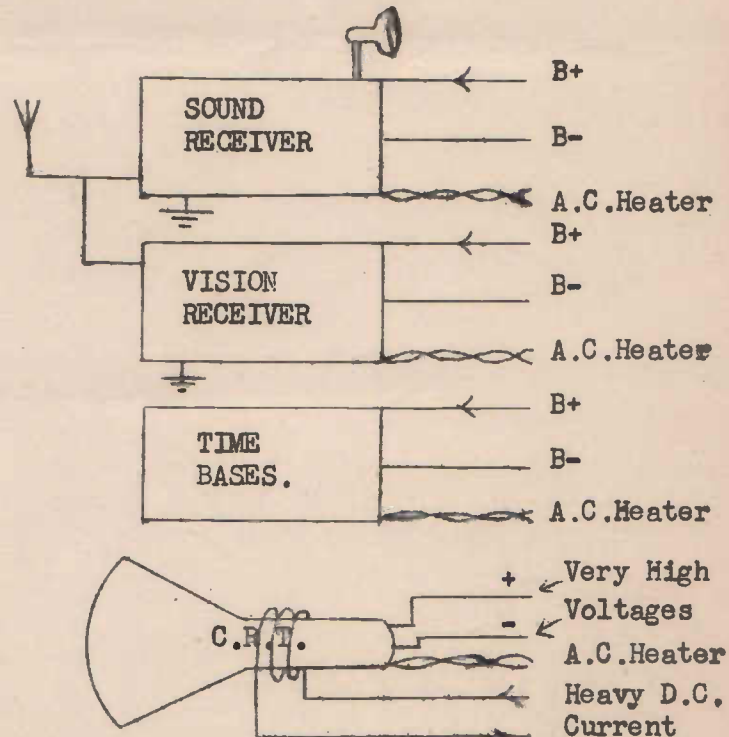 B+
SOUND
RECEIVER
B-
A.C.Heater
B+
VISION
RECEIVER
B-
A.C.Heater
B+
TIME
BASES.
B-
A.C.Heater
+
Very High
-
Voltages
C.R.T.
A.C.Heater
Heavy D.C.
Current